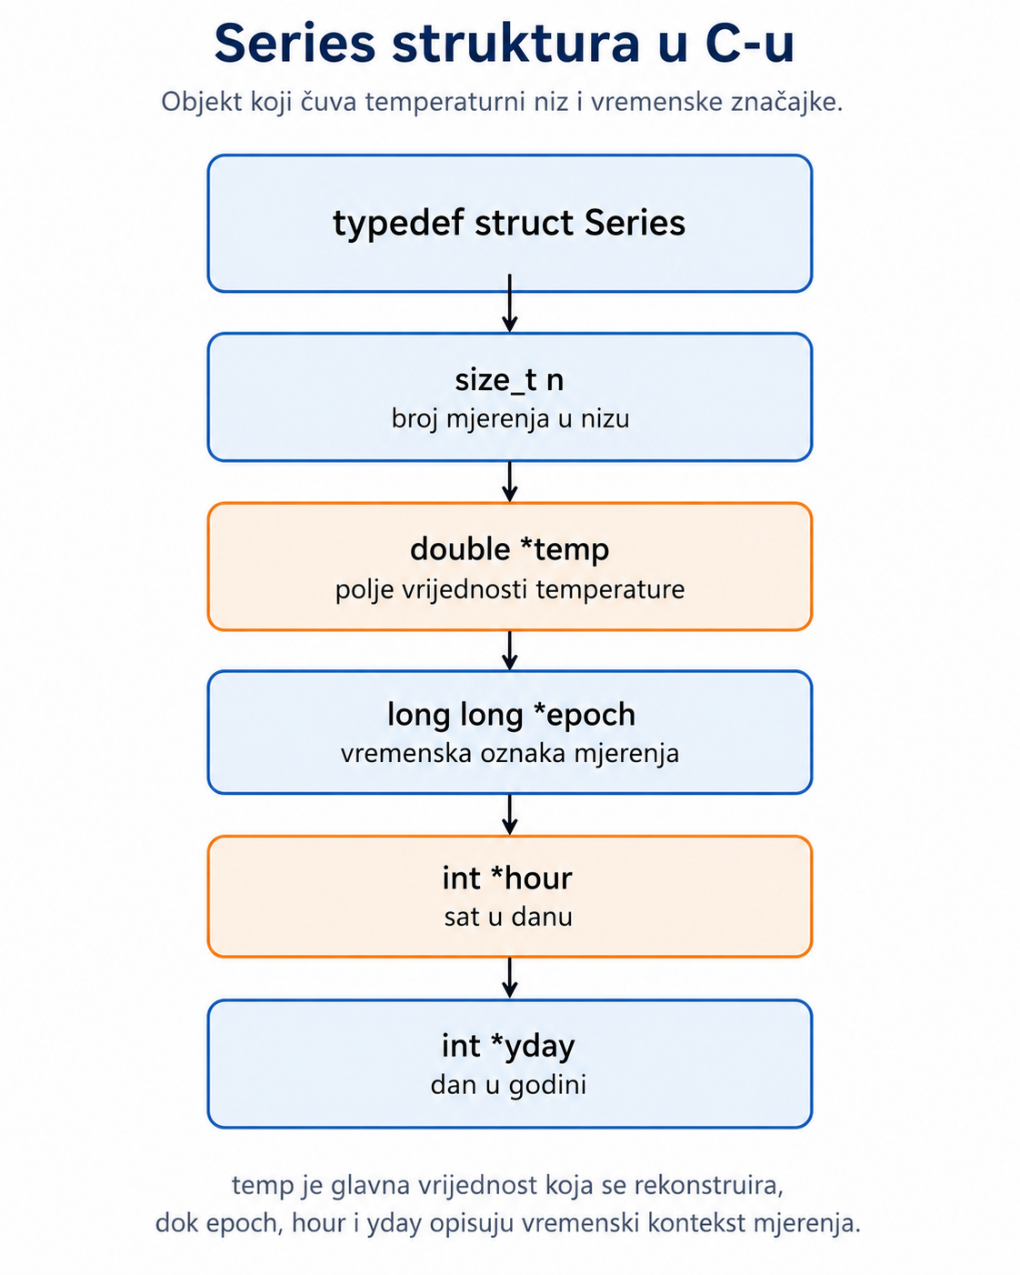 Series struktura u C-u
Objekt koji čuva temperaturni niz i vremenske značajke.
typedef struct Series
size_t n
broj mjerenja u nizu
double *temp
polje vrijednosti temperature
long long *epoch
vremenska oznaka mjerenja
int *hour
sat u danu
int *yday
dan u godini
temp je glavna vrijednost koja se rekonstruira,
dok epoch, hour i yday opisuju vremenski kontekst mjerenja.